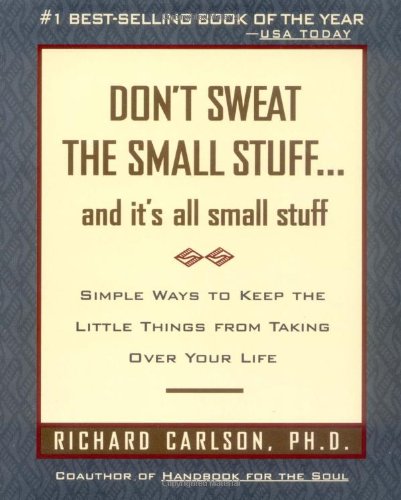 #1 BEST-SELLING BOOK OF THE YEAR
—USA TODAY
DON'T SWEAT
THE SMALL STUFF...
and it's all small stuff
SIMPLE WAYS TO KEEP THE
LITTLE THINGS FROM TAKING
OVER YOUR LIFE
RICHARD CARLSON, PH.D.
COAUTHOR OF HANDBOOK FOR THE SOUL